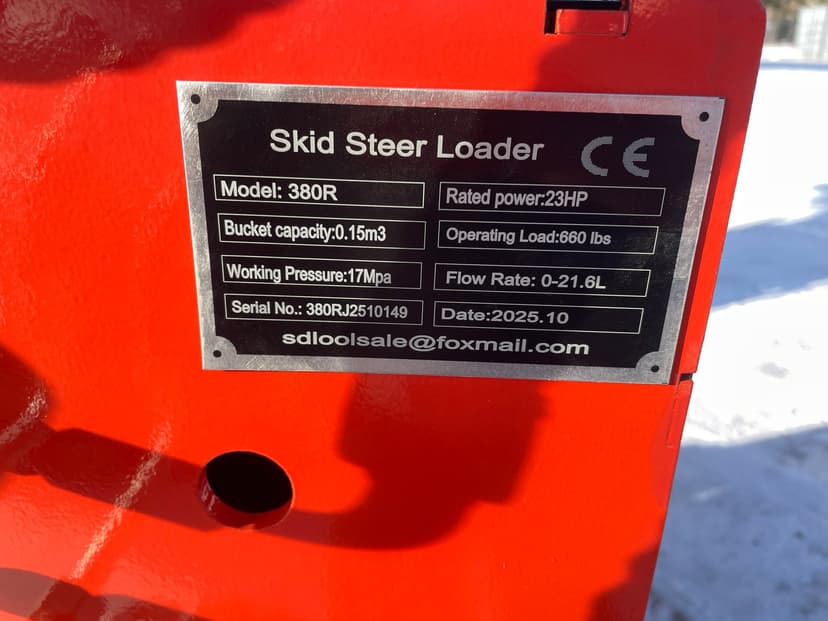 Skid Steer Loader CE
Model: 380R
Rated power:23HP
Bucket capacity:0.15m3
Operating Load:660 lbs
Working Pressure:17Mpa
Flow Rate: 0-21.6L
Serial No.: 380RJ2510149
Date:2025.10
sdloolsale@foxmail.com